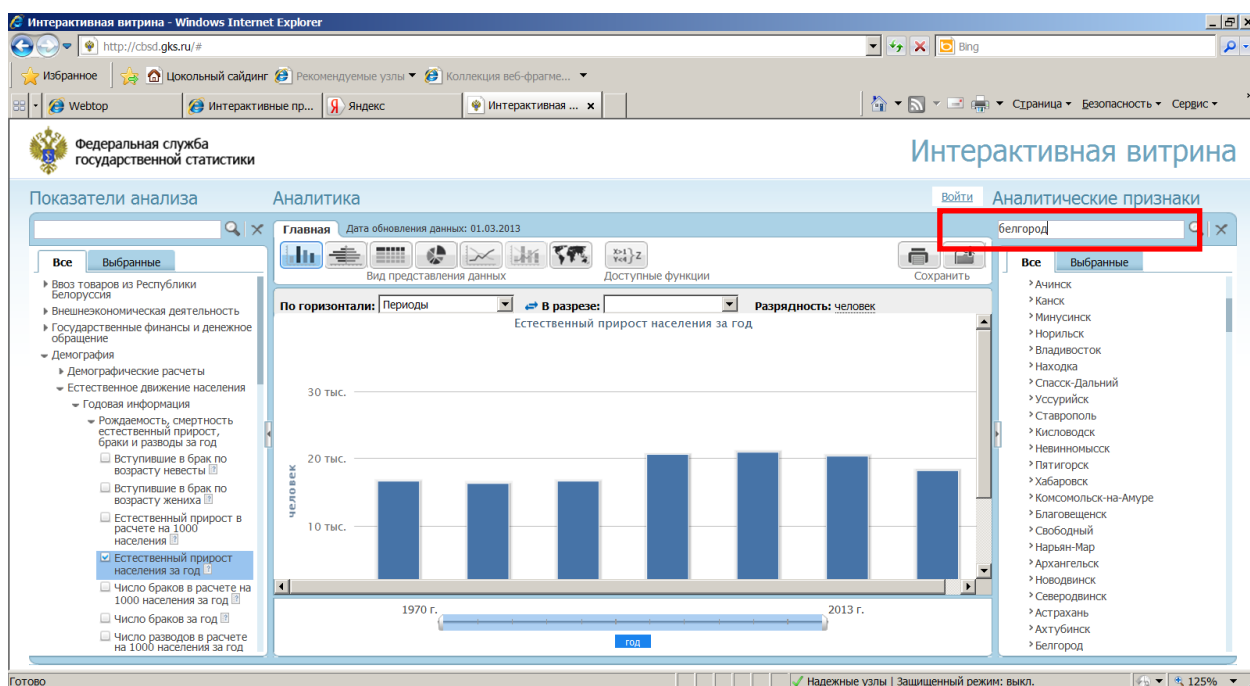 Интерактивная витрина - Windows Internet Explorer
http://cbsd.gks.ru/#
Bing
Избранное
Цокольный сайдинг
Рекомендуемые узлы
Коллекция веб-фрагме...
Webtop
Интерактивные пр...
Яндекс
Интерактивная ...
Страница
Безопасность
Сервис
Федеральная служба
государственной статистики
Интерактивная витрина
Показатели анализа
Аналитика
Войти
Аналитические признаки
Все
Выбранные
Ввоз товаров из Республики
Белоруссия
Внешнеэкономическая деятельность
Государственные финансы и денежное
обращение
Демография
Демографические расчеты
Естественное движение населения
Годовая информация
Рождаемость, смертность
естественный прирост,
браки и разводы за год
Вступившие в брак по
возрасту невесты
Вступившие в брак по
возрасту жениха
Естественный прирост в
расчете на 1000
населения
Естественный прирост
населения за год
Число браков в расчете на
1000 населения за год
Число браков за год
Число разводов в расчете
на 1000 населения за год
Главная
Дата обновления данных: 01.03.2013
X>1
Y<4 } Z
Вид представления данных
Доступные функции
Сохранить
По горизонтали: Периоды
В разрезе:
Разрядность: человек
Естественный прирост населения за год
30 тыс.
20 тыс.
10 тыс.
человек
1970 г.
2013 г.
год
белгород
Все
Выбранные
Ачинск
Канск
Минусинск
Норильск
Владивосток
Находка
Спасск-Дальний
Уссурийск
Ставрополь
Кисловодск
Невинномысск
Пятигорск
Хабаровск
Комсомольск-на-Амуре
Благовещенск
Свободный
Нарьян-Мар
Архангельск
Новодвинск
Северодвинск
Астрахань
Ахтубинск
Белгород
Готово
Надежные узлы | Защищенный режим: выкл.
125%